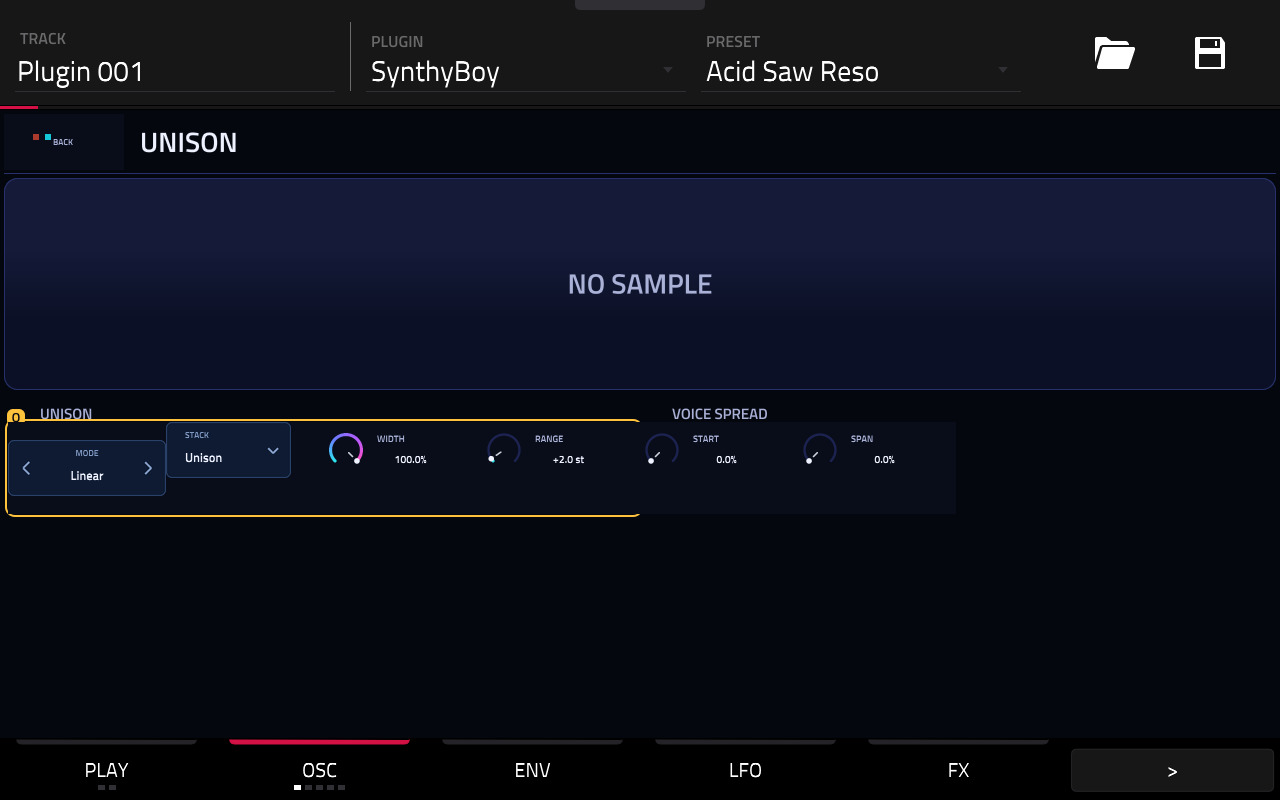 TRACK
Plugin 001
PLUGIN
SynthyBoy
PRESET
Acid Saw Reso
BACK
UNISON
NO SAMPLE
UNISON
VOICE SPREAD
MODE
Linear
STACK
Unison
WIDTH
100.0%
RANGE
+2.0 st
START
0.0%
SPAN
0.0%
PLAY
OSC
ENV
LFO
FX
>